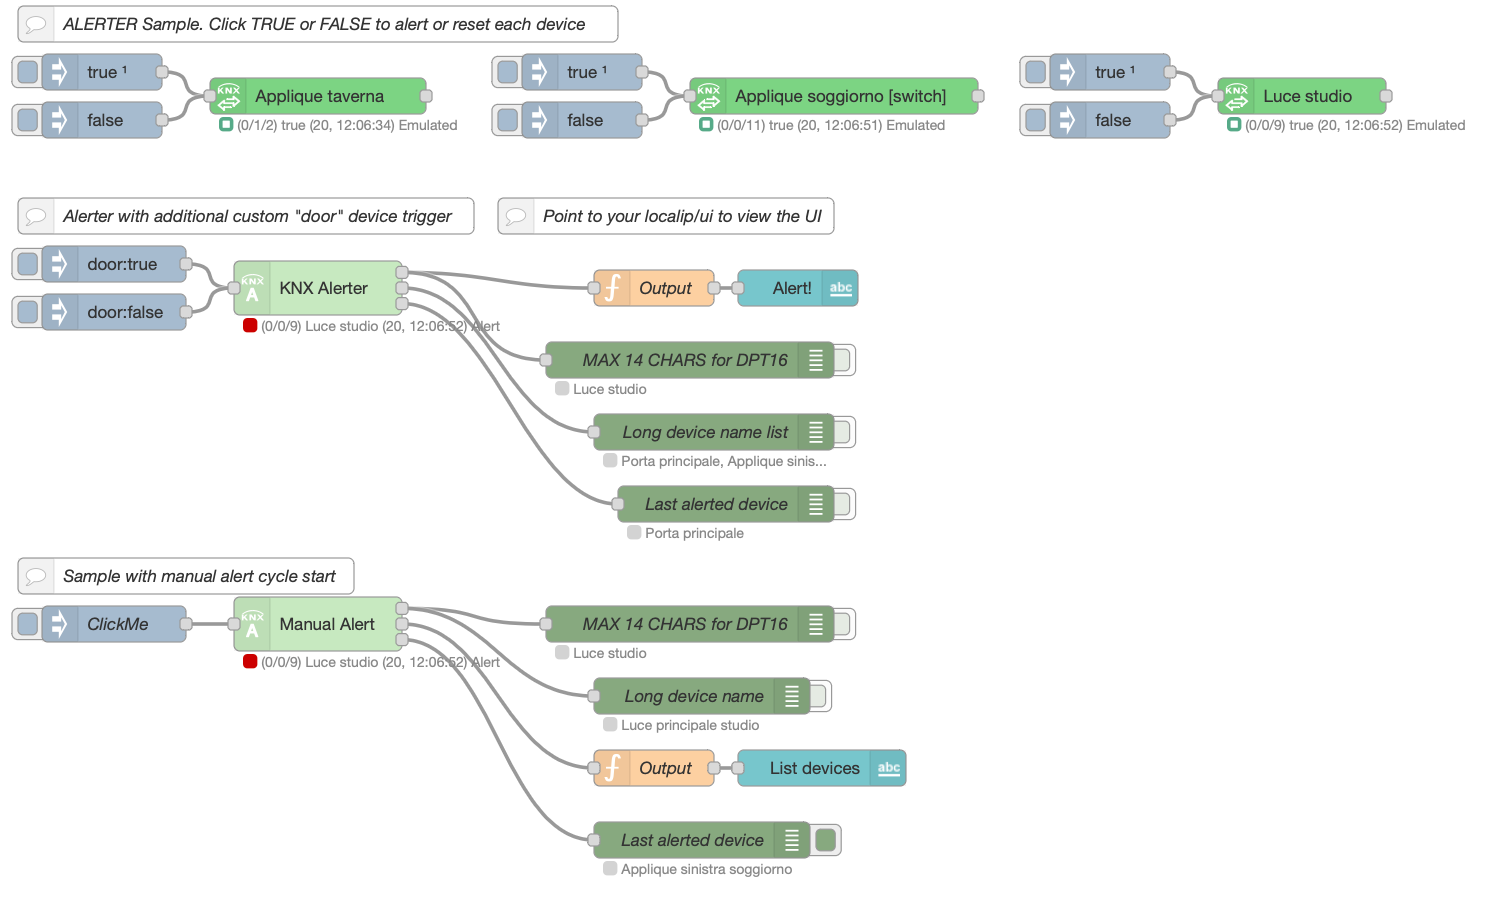 ALERTER Sample. Click TRUE or FALSE to alert or reset each device
true ¹
false
KNX
Applique taverna
(0/1/2) true (20, 12:06:34) Emulated
true ¹
false
KNX
Applique soggiorno [switch]
(0/0/11) true (20, 12:06:51) Emulated
true ¹
false
KNX
Luce studio
(0/0/9) true (20, 12:06:52) Emulated
Alerter with additional custom "door" device trigger
Point to your localip/ui to view the UI
door:true
door:false
KNX A
KNX Alerter
(0/0/9) Luce studio (20, 12:06:52) Alert
Output
Alert!
abc
MAX 14 CHARS for DPT16
Luce studio
Long device name list
Porta principale, Applique sinis...
Last alerted device
Porta principale
Sample with manual alert cycle start
ClickMe
KNX A
Manual Alert
(0/0/9) Luce studio (20, 12:06:52) Alert
MAX 14 CHARS for DPT16
Luce studio
Long device name
Luce principale studio
Output
List devices
abc
Last alerted device
Applique sinistra soggiorno